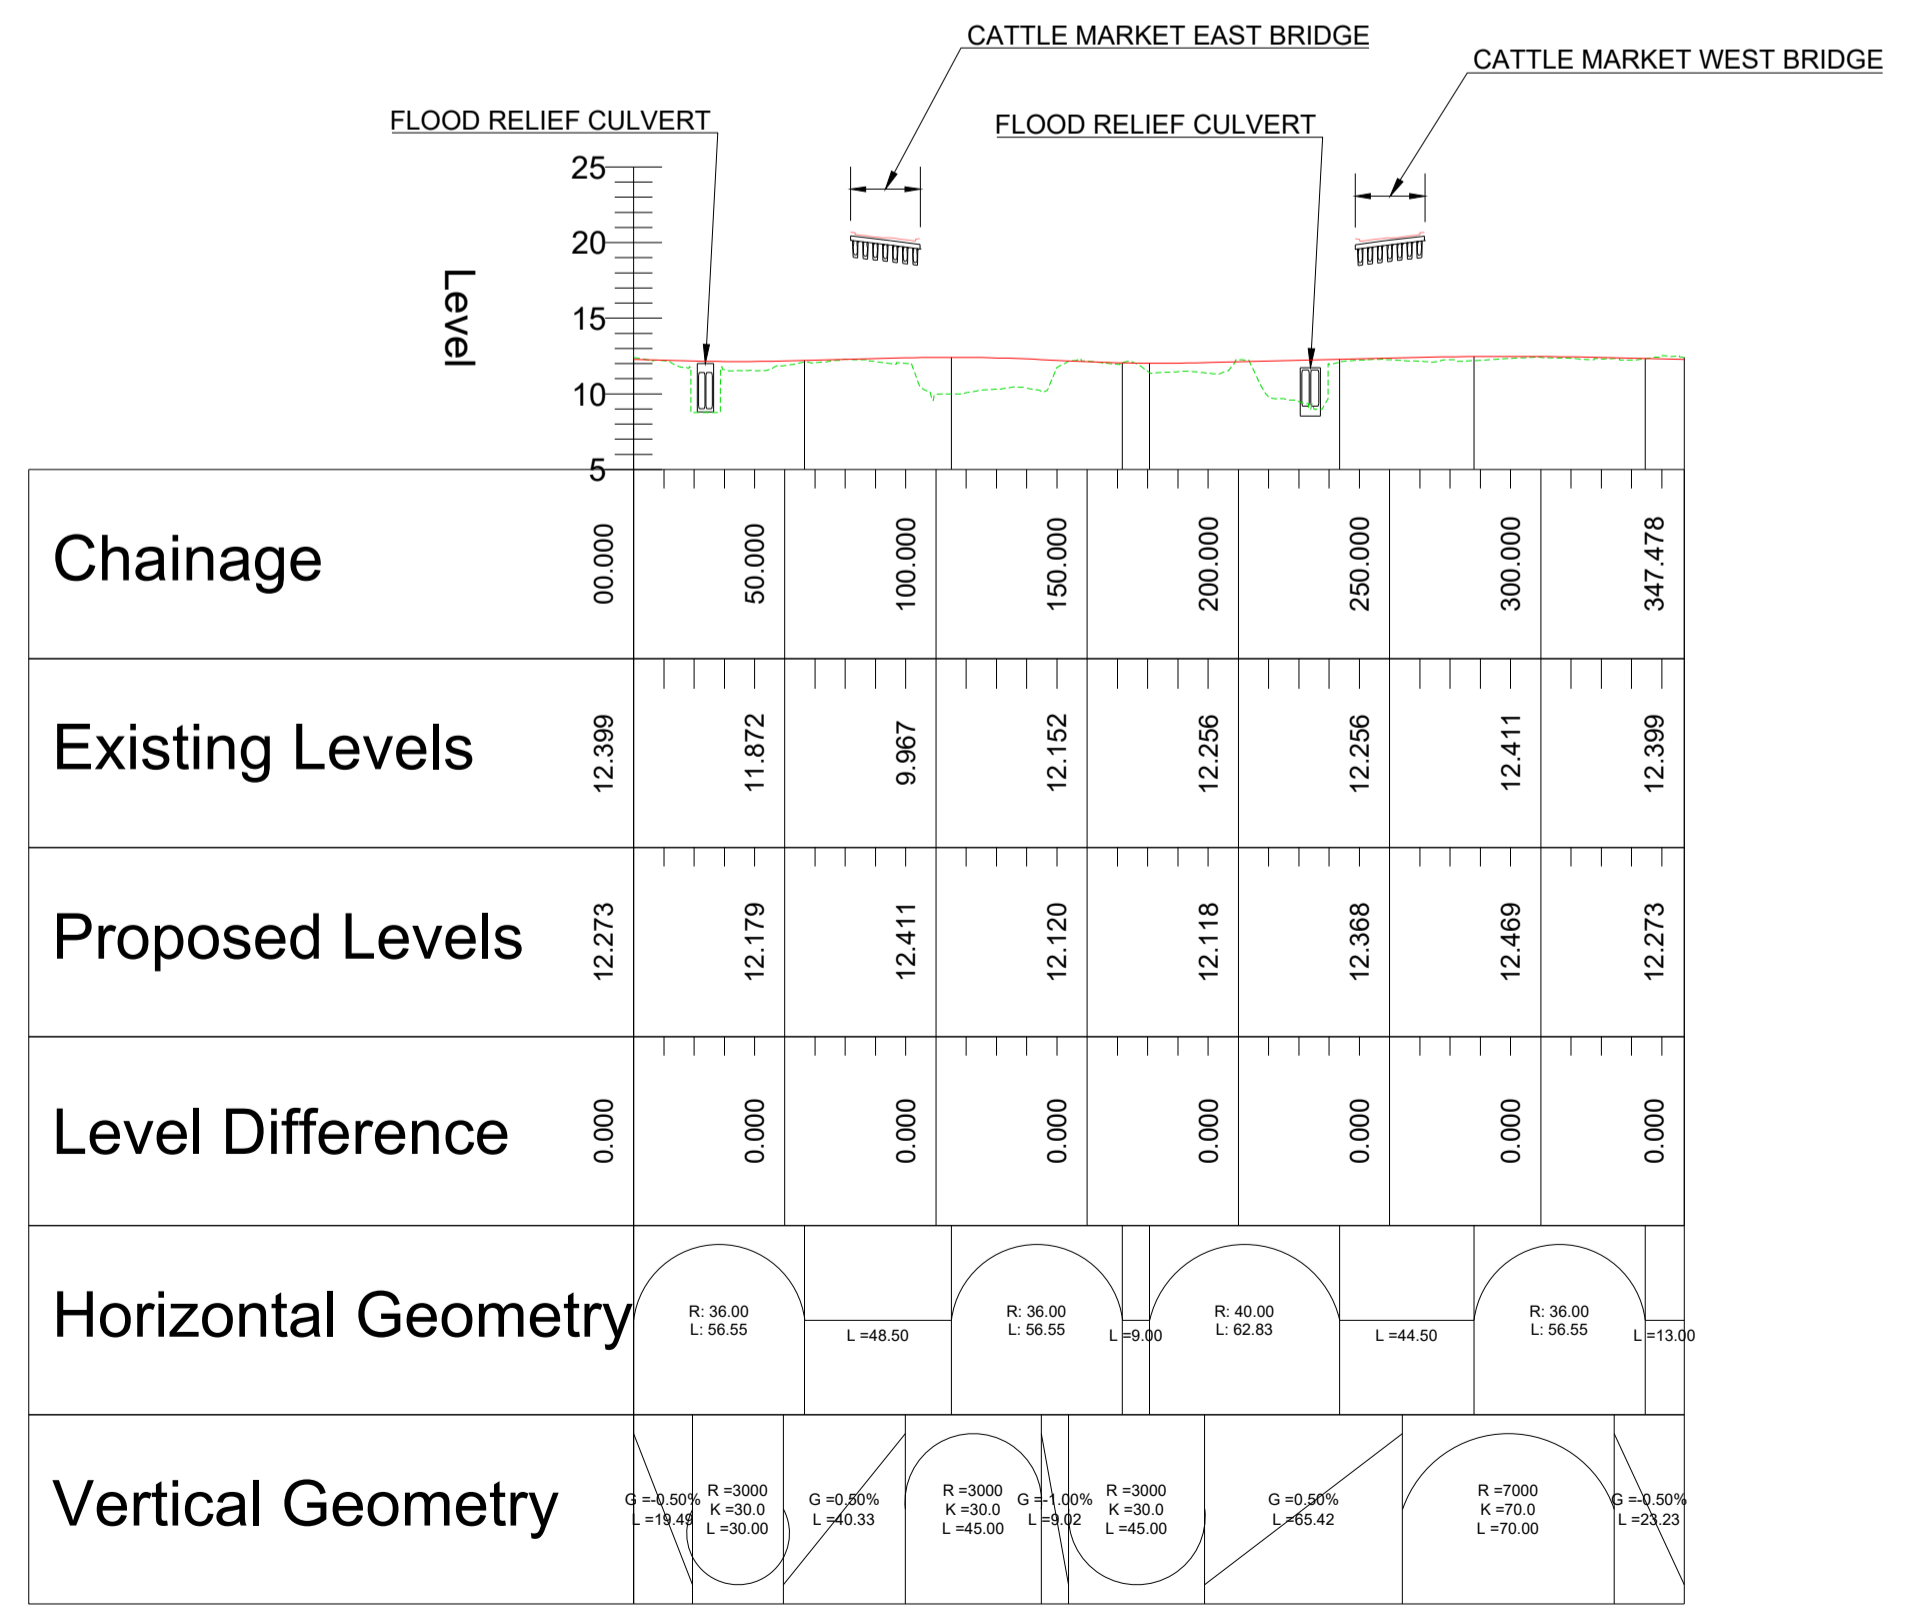 CATTLE MARKET EAST BRIDGE
CATTLE MARKET WEST BRIDGE
FLOOD RELIEF CULVERT
FLOOD RELIEF CULVERT
Level
25
20
15
10
5
Chainage 00.000 50.000 100.000 150.000 200.000 250.000 300.000 347.478
Existing Levels 12.399 11.872 9.967 12.152 12.256 12.256 12.411 12.399
Proposed Levels 12.273 12.179 12.411 12.120 12.118 12.368 12.469 12.273
Level Difference 0.000 0.000 0.000 0.000 0.000 0.000 0.000 0.000
Horizontal Geometry
R: 36.00
L: 56.55
L =48.50
R: 36.00
L: 56.55
L =9.00
R: 40.00
L: 62.83
L =44.50
R: 36.00
L: 56.55
L =13.00
Vertical Geometry
G =-0.50%
L =19.49
R =3000
K =30.0
L =30.00
G =0.50%
L =40.33
R =3000
K =30.0
L =45.00
G =-1.00%
L =9.02
R =3000
K =30.0
L =45.00
G =0.50%
L =65.42
R =7000
K =70.0
L =70.00
G =-0.50%
L =23.23